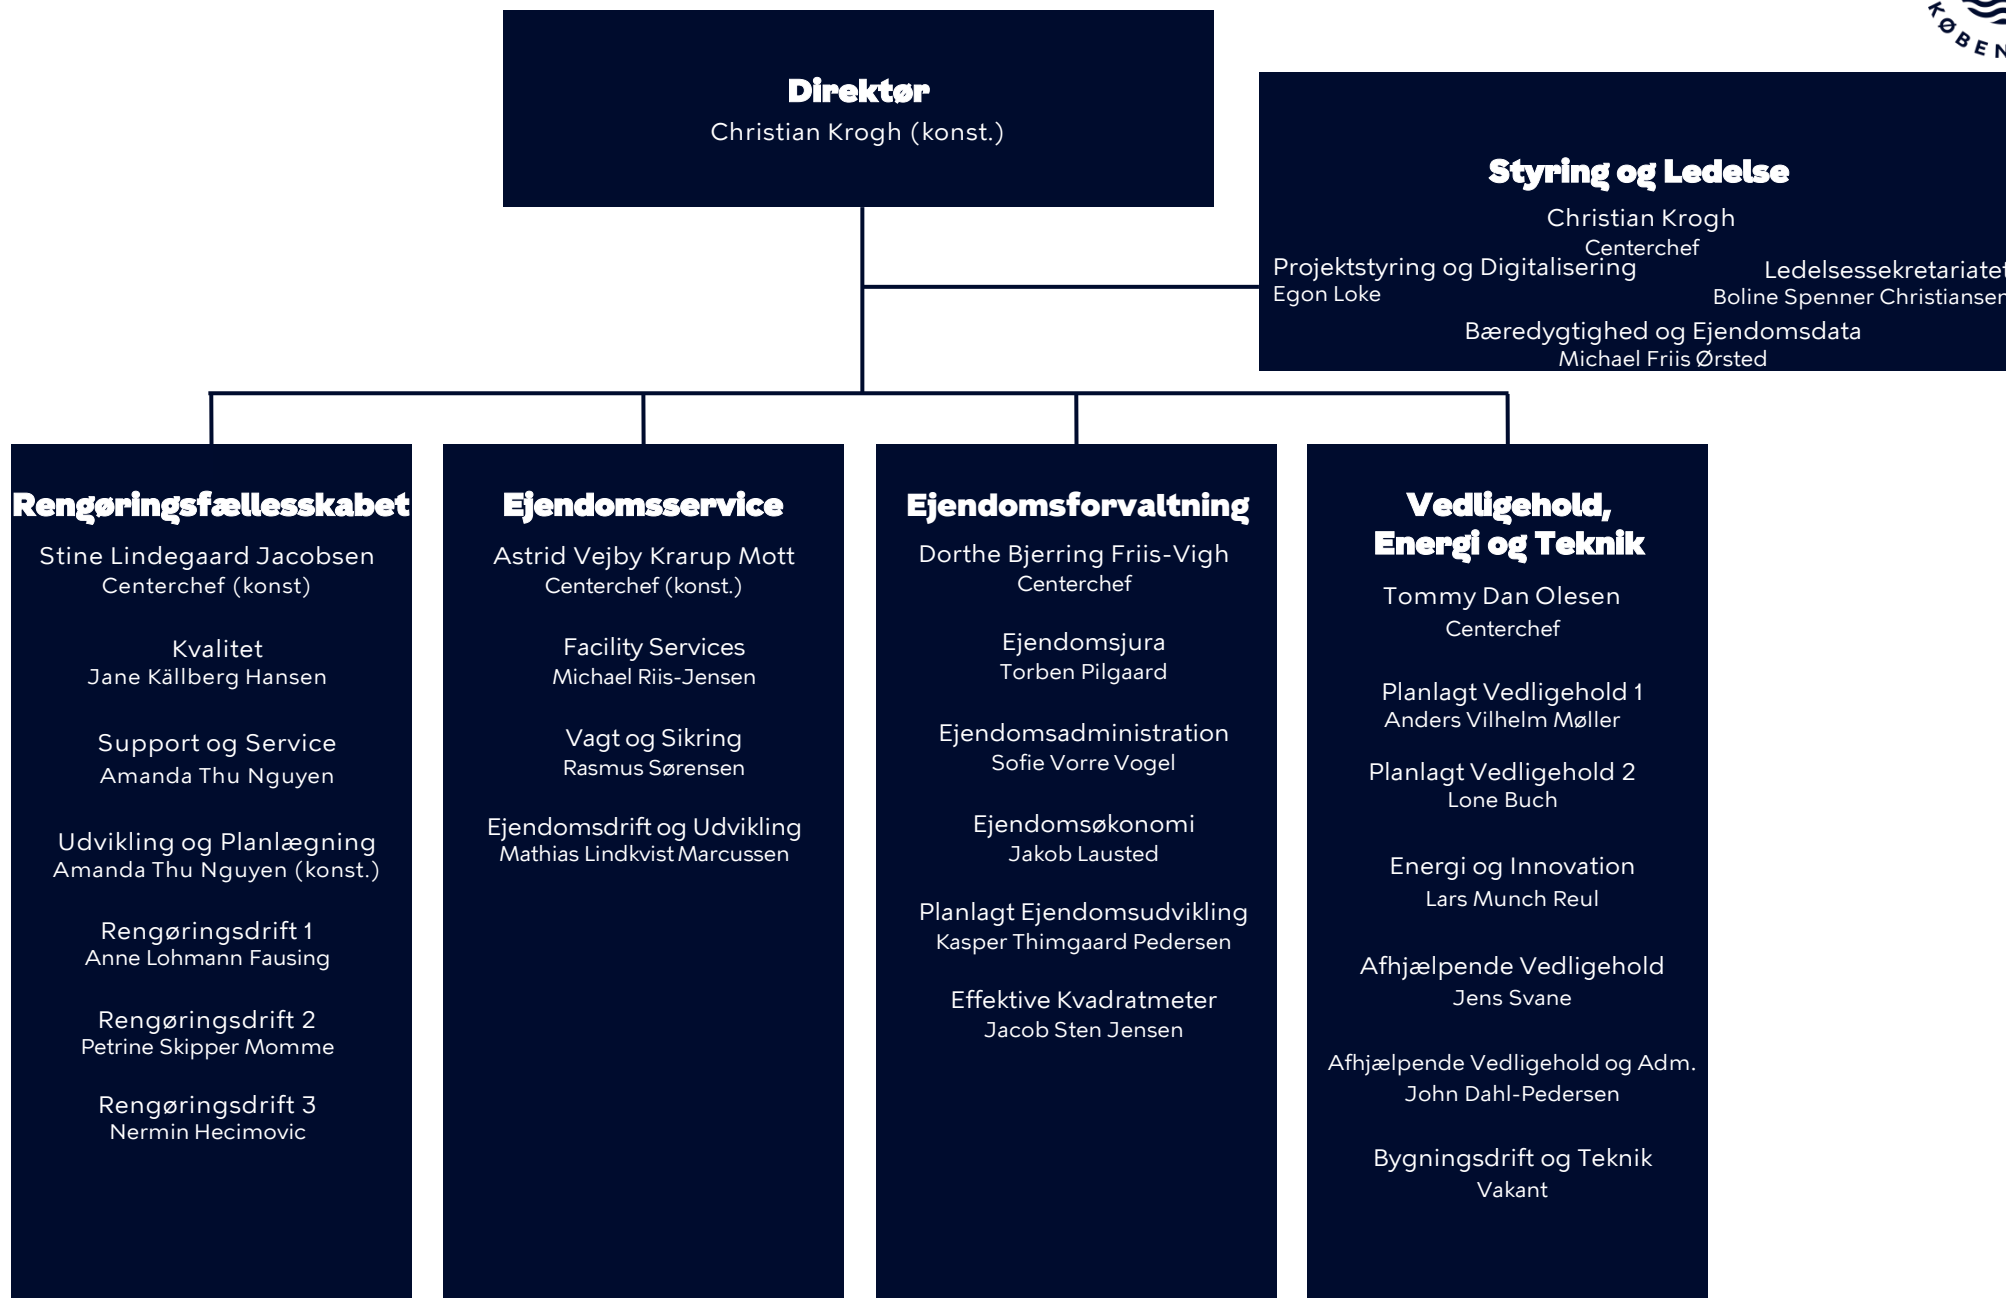 Direktør
Christian Krogh (konst.)
Styring og Ledelse
Christian Krogh
Centerchef
Projektstyring og Digitalisering
Egon Loke
Ledelsessekretariatet
Boline Spenner Christiansen
Bæredygtighed og Ejendomsdata
Michael Friis Ørsted
Rengøringsfællesskabet
Stine Lindegaard Jacobsen
Centerchef (konst)
Kvalitet
Jane Källberg Hansen
Support og Service
Amanda Thu Nguyen
Udvikling og Planlægning
Amanda Thu Nguyen (konst.)
Rengøringsdrift 1
Anne Lohmann Fausing
Rengøringsdrift 2
Petrine Skipper Momme
Rengøringsdrift 3
Nermin Hecimovic
Ejendomsservice
Astrid Vejby Krarup Mott
Centerchef (konst.)
Facility Services
Michael Riis-Jensen
Vagt og Sikring
Rasmus Sørensen
Ejendomsdrift og Udvikling
Mathias Lindkvist Marcussen
Ejendomsforvaltning
Dorthe Bjerring Friis-Vigh
Centerchef
Ejendomsjura
Torben Pilgaard
Ejendomsadministration
Sofie Vorre Vogel
Ejendomsøkonomi
Jakob Lausted
Planlagt Ejendomsudvikling
Kasper Thimgaard Pedersen
Effektive Kvadratmeter
Jacob Sten Jensen
Vedligehold,
Energi og Teknik
Tommy Dan Olesen
Centerchef
Planlagt Vedligehold 1
Anders Vilhelm Møller
Planlagt Vedligehold 2
Lone Buch
Energi og Innovation
Lars Munch Reul
Afhjælpende Vedligehold
Jens Svane
Afhjælpende Vedligehold og Adm.
John Dahl-Pedersen
Bygningsdrift og Teknik
Vakant